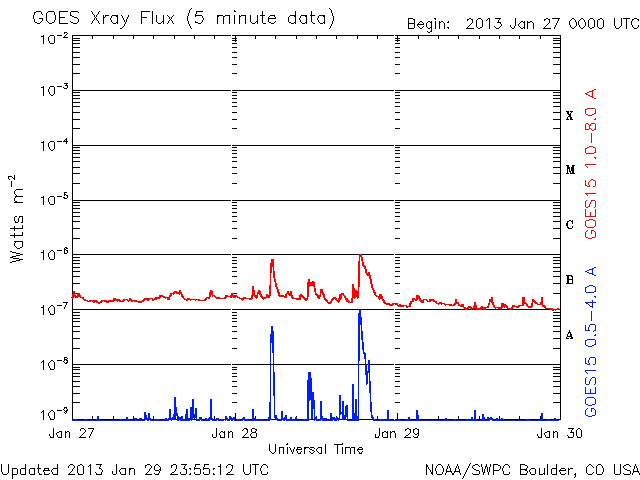 GOES Xray Flux (5 minute data)
Begin: 2013 Jan 27 0000 UTC
Watts m⁻²
10⁻²
10⁻³
10⁻⁴
10⁻⁵
10⁻⁶
10⁻⁷
10⁻⁸
10⁻⁹
X
M
C
B
A
GOES15 1.0-8.0 A
GOES15 0.5-4.0 A
Jan 27 Jan 28 Jan 29 Jan 30
Universal Time
Updated 2013 Jan 29 23:55:12 UTC
NOAA/SWPC Boulder, CO USA